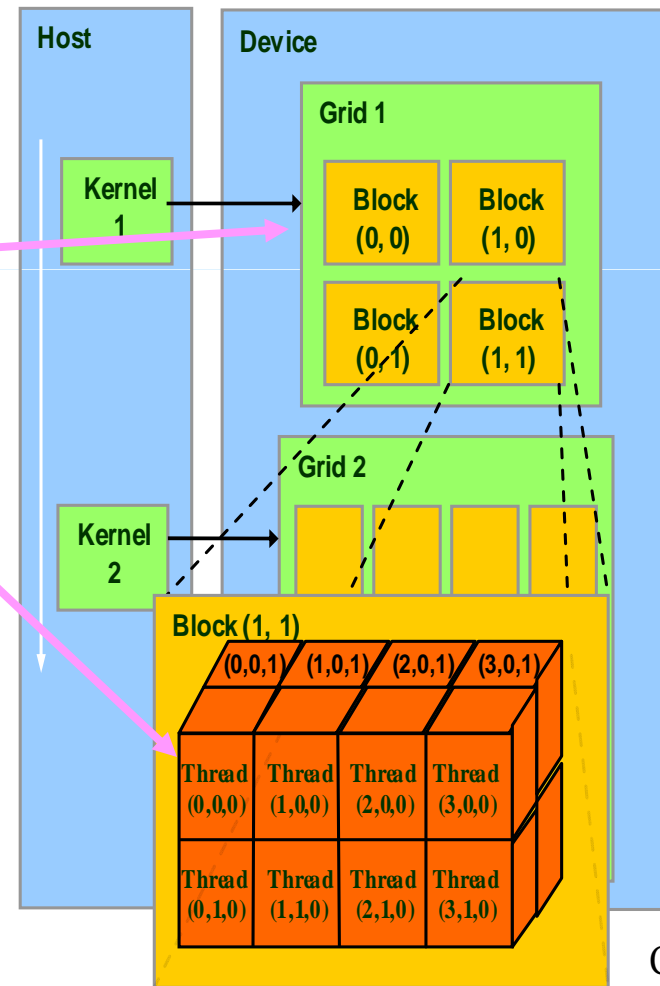 Host
Device
Grid 1
Kernel
1
Block
(0, 0)
Block
(1, 0)
Block
(0, 1)
Block
(1, 1)
Grid 2
Kernel
2
Block (1, 1)
(0,0,1) (1,0,1) (2,0,1) (3,0,1)
Thread
(0,0,0)
Thread
(1,0,0)
Thread
(2,0,0)
Thread
(3,0,0)
Thread
(0,1,0)
Thread
(1,1,0)
Thread
(2,1,0)
Thread
(3,1,0)